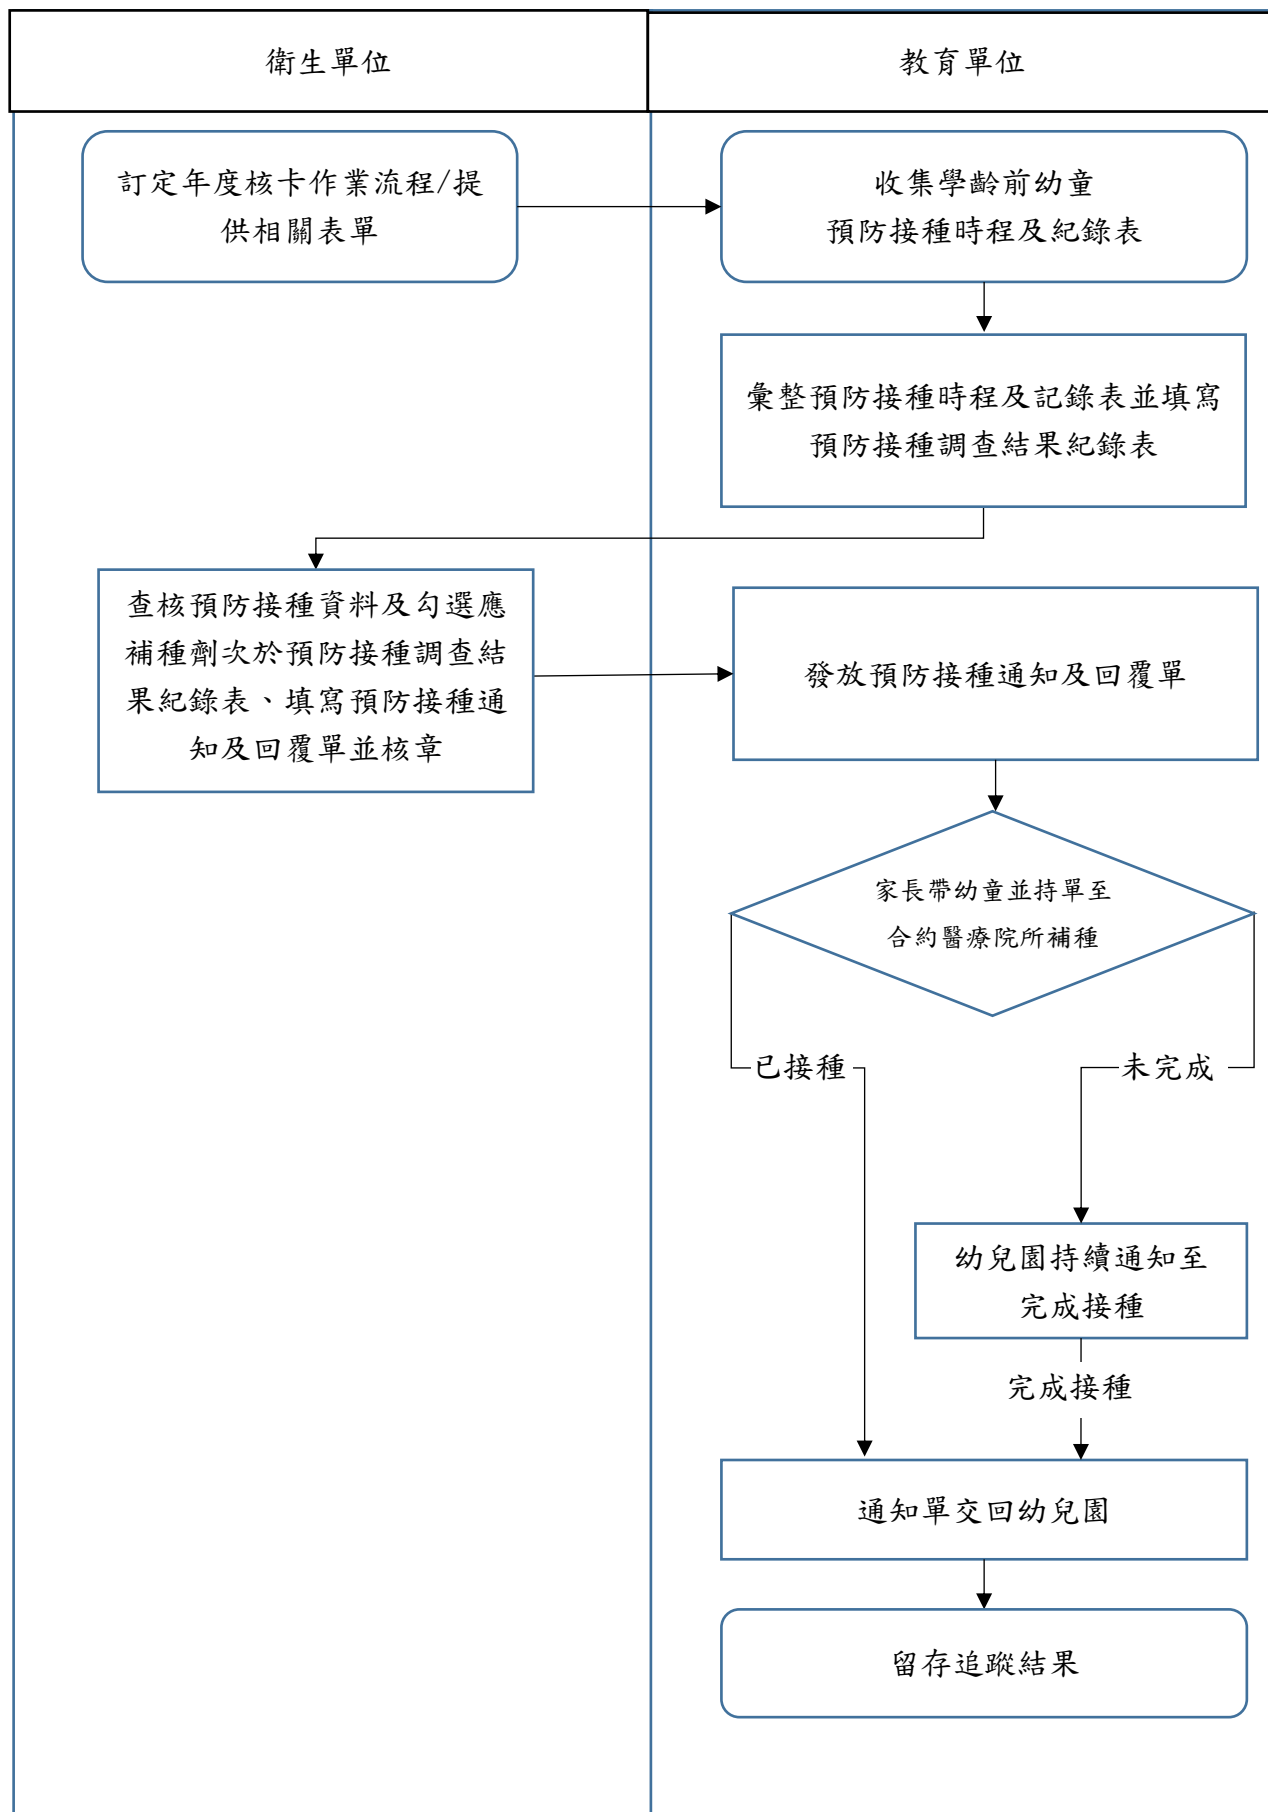 衛生單位
教育單位
訂定年度核卡作業流程/提
供相關表單
收集學齡前幼童
預防接種時程及紀錄表
彙整預防接種時程及記錄表並填寫
預防接種調查結果紀錄表
查核預防接種資料及勾選應
補種劑次於預防接種調查結
果紀錄表、填寫預防接種通
知及回覆單並核章
發放預防接種通知及回覆單
家長帶幼童並持單至
合約醫療院所補種
已接種
未完成
幼兒園持續通知至
完成接種
完成接種
通知單交回幼兒園
留存追蹤結果